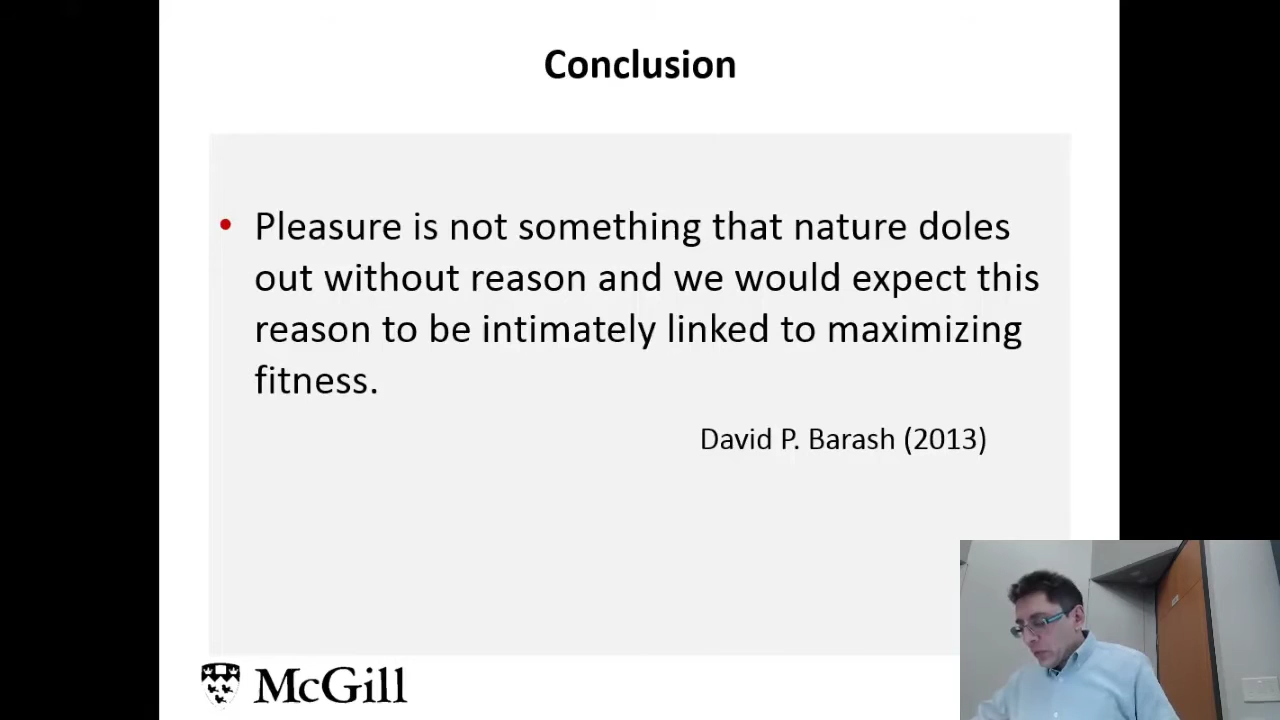 Conclusion
• Pleasure is not something that nature doles
out without reason and we would expect this
reason to be intimately linked to maximizing
fitness.
David P. Barash (2013)
McGill